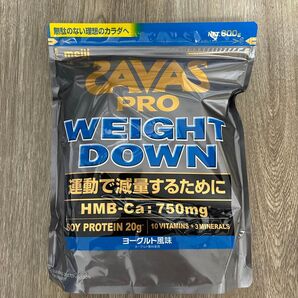 無駄のない理想のカラダへ
NET.600g
meiji
SAVAS
PRO
WEIGHT
DOWN
運動で減量するために
HMB-Ca:750mg
SOY PROTEIN 20g 10 VITAMINS + 3 MINERALS
ヨーグルト風味